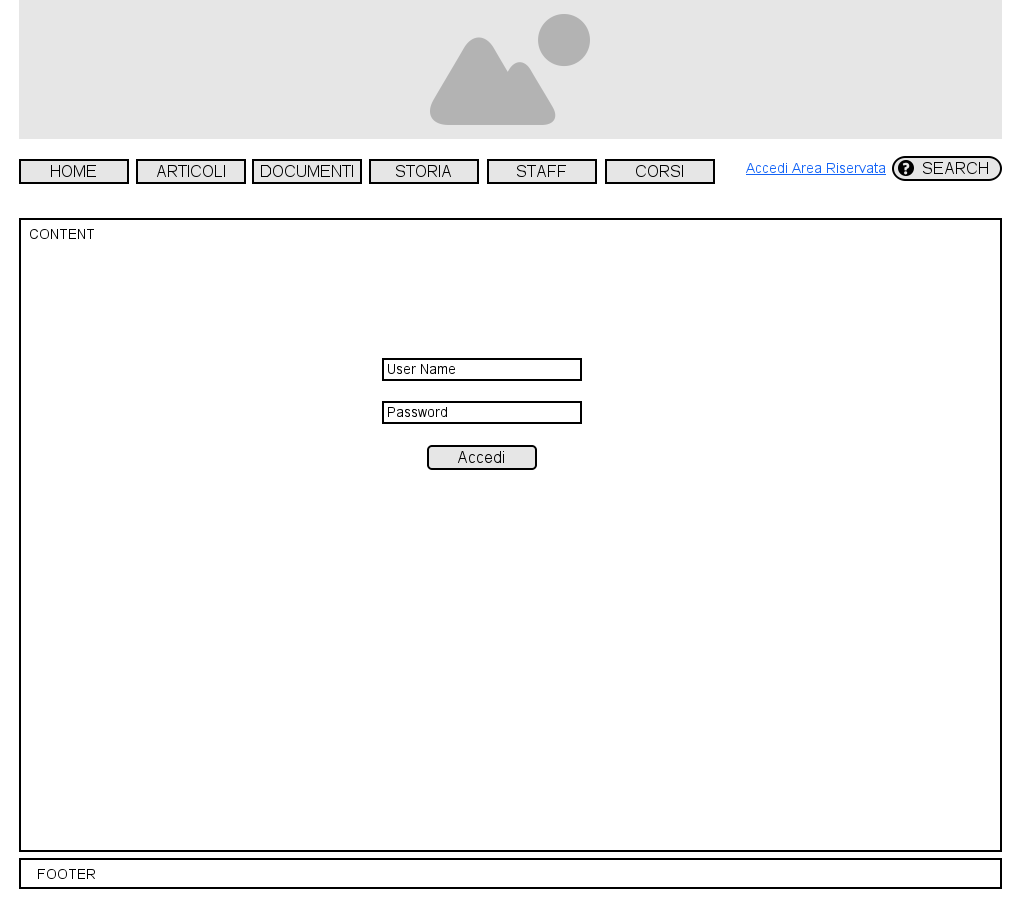 HOME
ARTICOLI
DOCUMENTI
STORIA
STAFF
CORSI
Accedi Area Riservata
? SEARCH
CONTENT
User Name
Password
Accedi
FOOTER